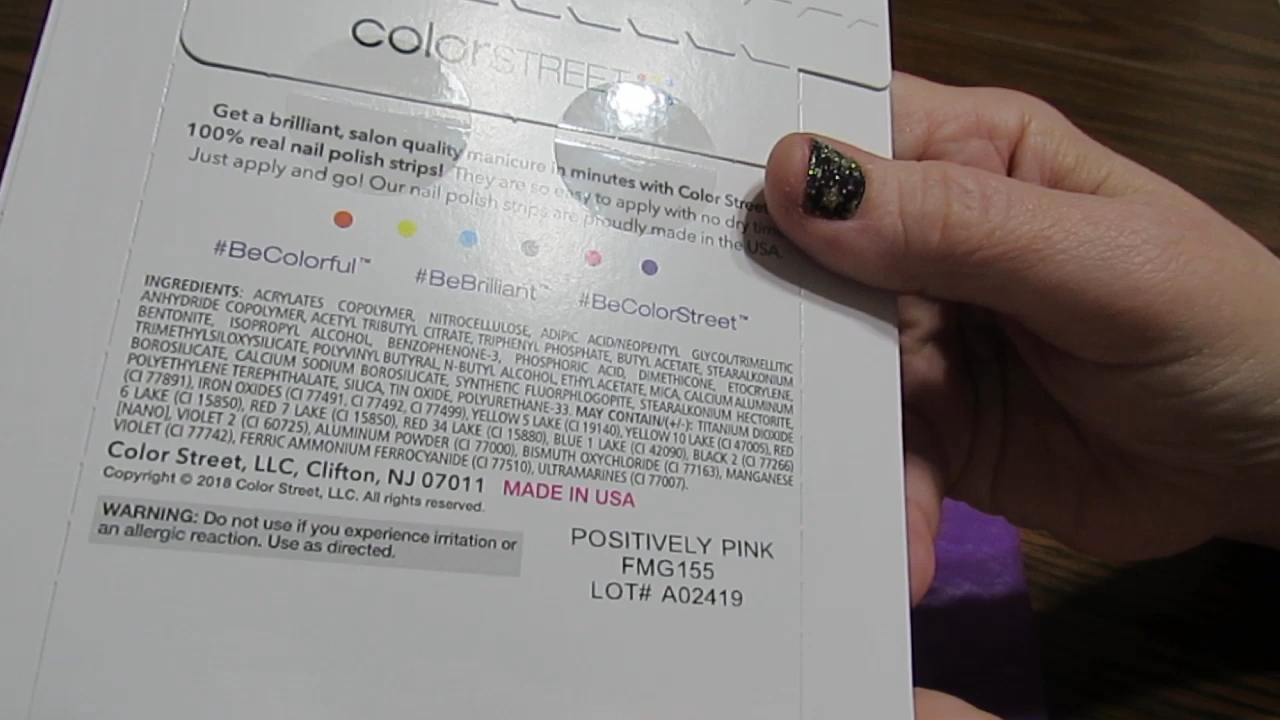 colorSTREET
Get a brilliant, salon quality manicure in minutes with Color Street
100% real nail polish strips! They are so easy to apply with no dry time
Just apply and go! Our nail polish strips are proudly made in the USA.
#BeColorful™ #BeBrilliant™ #BeColorStreet™
INGREDIENTS: ACRYLATES COPOLYMER, NITROCELLULOSE, ADIPIC ACID/NEOPENTYL GLYCOL/TRIMELLITIC
ANHYDRIDE COPOLYMER, ACETYL TRIBUTYL CITRATE, TRIPHENYL PHOSPHATE, BUTYL ACETATE, STEARALKONIUM
BENTONITE, ISOPROPYL ALCOHOL, BENZOPHENONE-3, PHOSPHORIC ACID, DIMETHICONE, ETOCRYLENE,
TRIMETHYLSILOXYSILICATE, POLYVINYL BUTYRAL, N-BUTYL ALCOHOL, ETHYL ACETATE, MICA, CALCIUM ALUMINUM
BOROSILICATE, CALCIUM SODIUM BOROSILICATE, SYNTHETIC FLUORPHLOGOPITE, STEARALKONIUM HECTORITE,
POLYETHYLENE TEREPHTHALATE, SILICA, TIN OXIDE, POLYURETHANE-33. MAY CONTAIN/(+/-): TITANIUM DIOXIDE
(CI 77891), IRON OXIDES (CI 77491, CI 77492, CI 77499), YELLOW 5 LAKE (CI 19140), YELLOW 10 LAKE (CI 47005), RED
6 LAKE (CI 15850), RED 7 LAKE (CI 15850), RED 34 LAKE (CI 15880), BLUE 1 LAKE (CI 42090), BLACK 2 (CI 77266)
[NANO], VIOLET 2 (CI 60725), ALUMINUM POWDER (CI 77000), BISMUTH OXYCHLORIDE (CI 77163), MANGANESE
VIOLET (CI 77742), FERRIC AMMONIUM FERROCYANIDE (CI 77510), ULTRAMARINES (CI 77007).
Color Street, LLC, Clifton, NJ 07011 MADE IN USA
Copyright © 2018 Color Street, LLC. All rights reserved.
WARNING: Do not use if you experience irritation or
an allergic reaction. Use as directed.
POSITIVELY PINK
FMG155
LOT# A02419